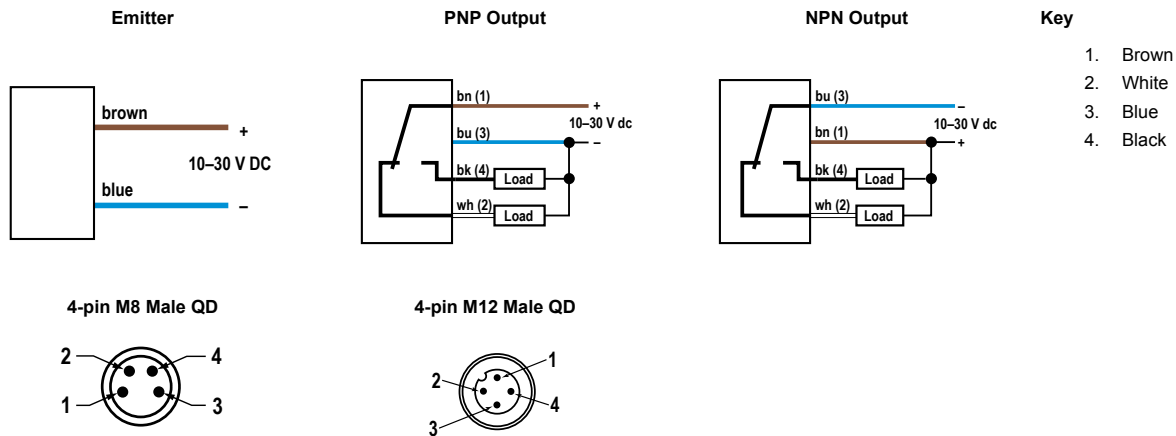 Emitter
PNP Output
NPN Output
Key
brown
+
10–30 V DC
blue
–
bn (1)
+
10–30 V dc
bu (3)
–
bk (4)
Load
wh (2)
Load
bu (3)
–
10–30 V dc
bn (1)
+
bk (4)
Load
wh (2)
Load
1. Brown
2. White
3. Blue
4. Black
4-pin M8 Male QD
2
4
1
3
4-pin M12 Male QD
1
2
4
3